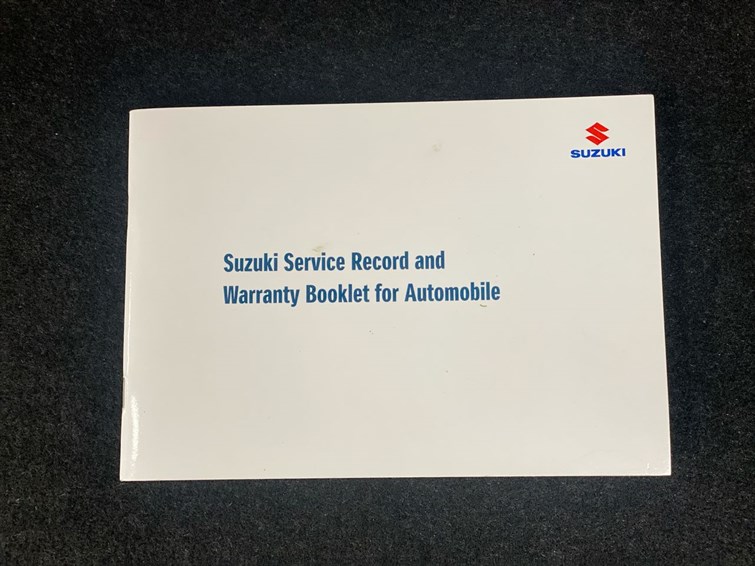 SUZUKI
Suzuki Service Record and
Warranty Booklet for Automobile